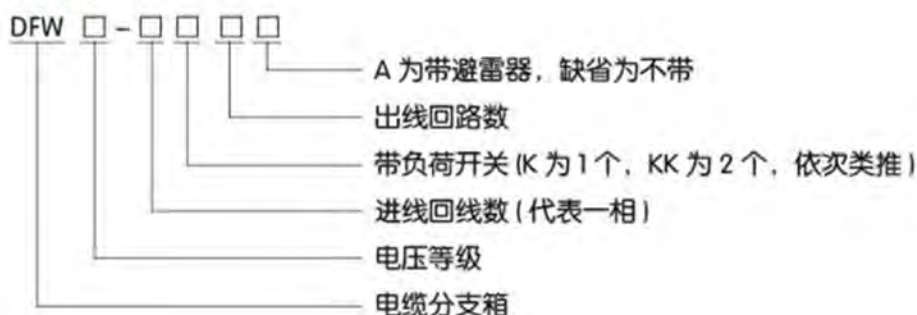 DFW □-□□ □□
A 为带避雷器，缺省为不带
出线回路数
带负荷开关(K 为1个，KK 为2个，依次类推)
进线回线数(代表一相)
电压等级
电缆分支箱